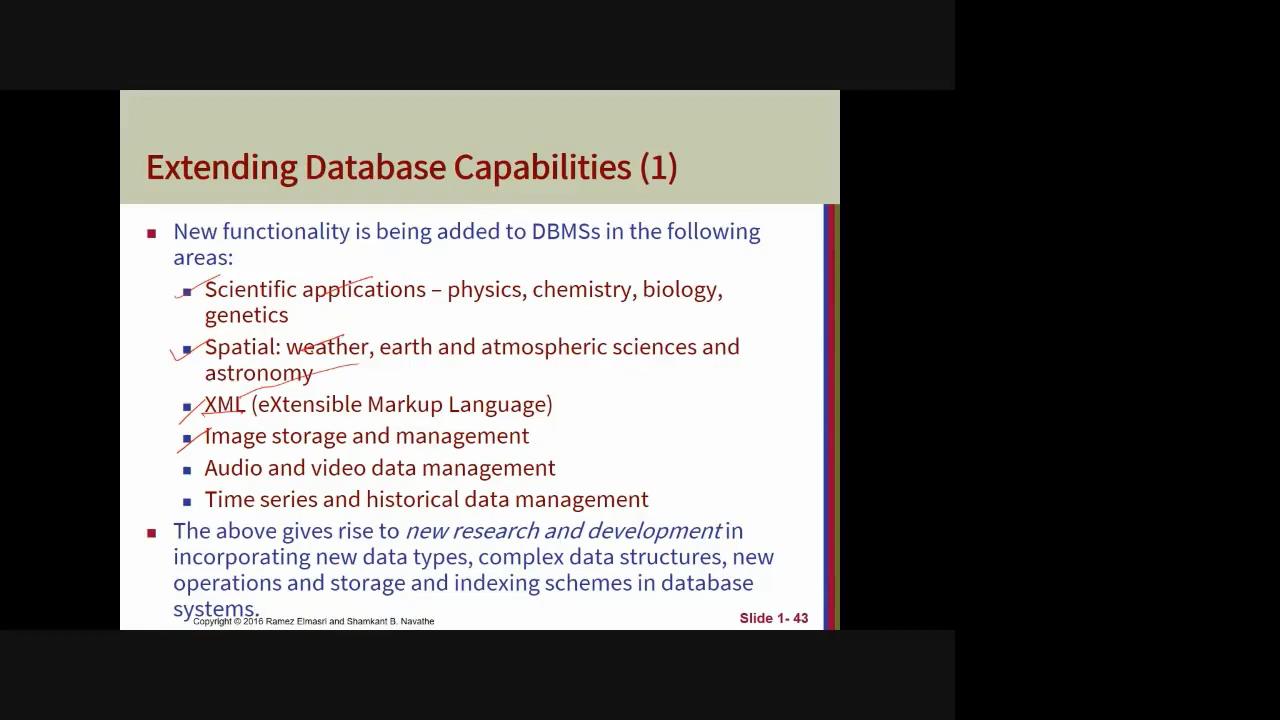 Extending Database Capabilities (1)
New functionality is being added to DBMSs in the following
areas:
Scientific applications – physics, chemistry, biology,
genetics
Spatial: weather, earth and atmospheric sciences and
astronomy
XML (eXtensible Markup Language)
Image storage and management
Audio and video data management
Time series and historical data management
The above gives rise to new research and development in
incorporating new data types, complex data structures, new
operations and storage and indexing schemes in database
systems.
Copyright © 2016 Ramez Elmasri and Shamkant B. Navathe
Slide 1- 43